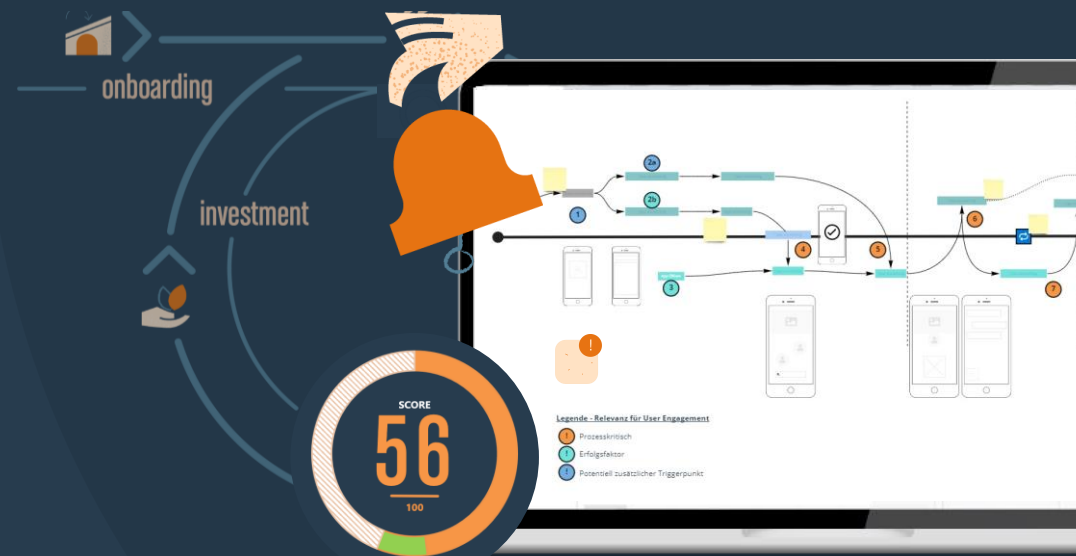 onboarding
investment
2a
2b
1
3
4
5
6
7
!
SCORE
56
100
Legende - Relevanz für User Engagement
! Prozesskritisch
! Erfolgsfaktor
! Potentiell zusätzlicher Triggerpunkt